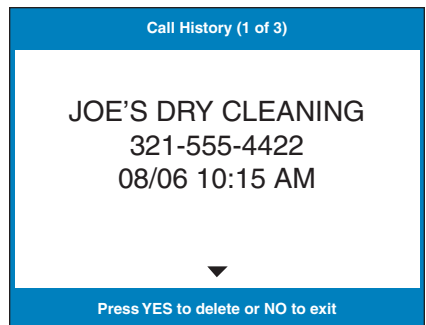 Call History (1 of 3)
JOE'S DRY CLEANING
321-555-4422
08/06 10:15 AM
Press YES to delete or NO to exit